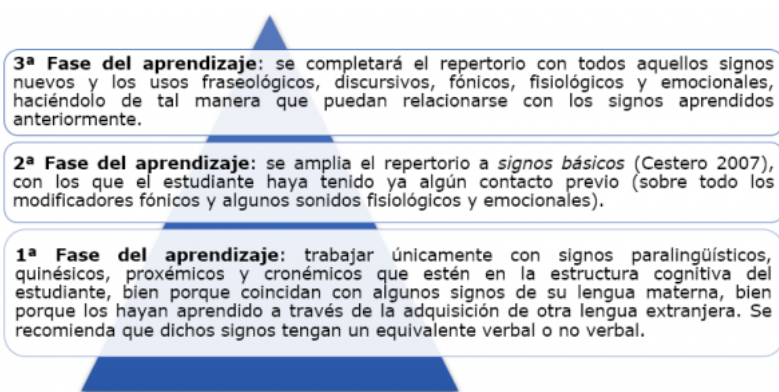 3ª Fase del aprendizaje: se completará el repertorio con todos aquellos signos
nuevos y los usos fraseológicos, discursivos, fónicos, fisiológicos y emocionales,
haciéndolo de tal manera que puedan relacionarse con los signos aprendidos
anteriormente.
2ª Fase del aprendizaje: se amplia el repertorio a signos básicos (Cestero 2007),
con los que el estudiante haya tenido ya algún contacto previo (sobre todo los
modificadores fónicos y algunos sonidos fisiológicos y emocionales).
1ª Fase del aprendizaje: trabajar únicamente con signos paralingüísticos,
quinésicos, proxémicos y cronémicos que estén en la estructura cognitiva del
estudiante, bien porque coincidan con algunos signos de su lengua materna, bien
porque los hayan aprendido a través de la adquisición de otra lengua extranjera. Se
recomienda que dichos signos tengan un equivalente verbal o no verbal.